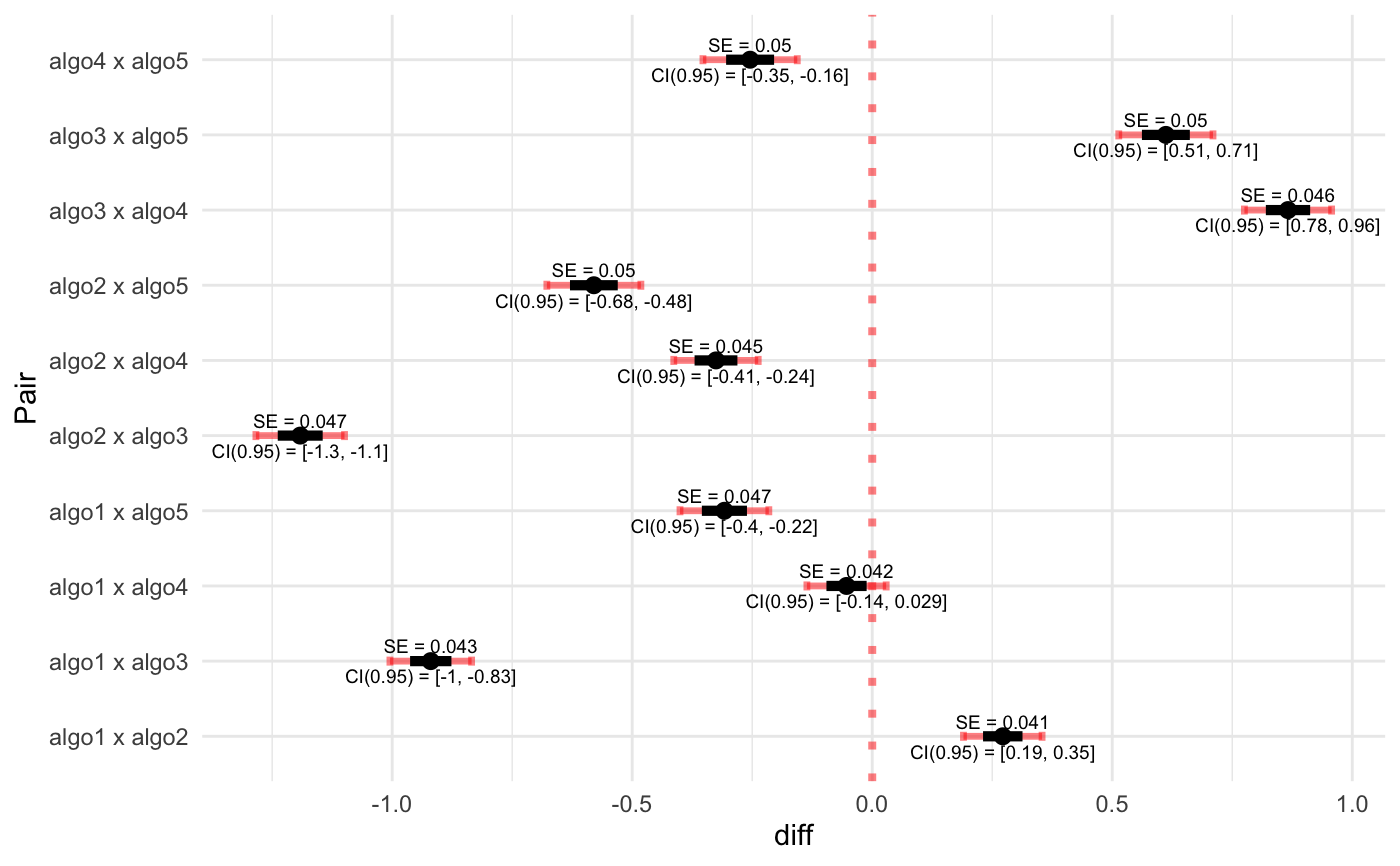 algo4 x algo5
SE = 0.05
CI(0.95) = [-0.35, -0.16]
algo3 x algo5
SE = 0.05
CI(0.95) = [0.51, 0.71]
algo3 x algo4
SE = 0.046
CI(0.95) = [0.78, 0.96]
algo2 x algo5
SE = 0.05
CI(0.95) = [-0.68, -0.48]
algo2 x algo4
SE = 0.045
CI(0.95) = [-0.41, -0.24]
algo2 x algo3
SE = 0.047
CI(0.95) = [-1.3, -1.1]
algo1 x algo5
SE = 0.047
CI(0.95) = [-0.4, -0.22]
algo1 x algo4
SE = 0.042
CI(0.95) = [-0.14, 0.029]
algo1 x algo3
SE = 0.043
CI(0.95) = [-1, -0.83]
algo1 x algo2
SE = 0.041
CI(0.95) = [0.19, 0.35]
Pair
-1.0 -0.5 0.0 0.5 1.0
diff